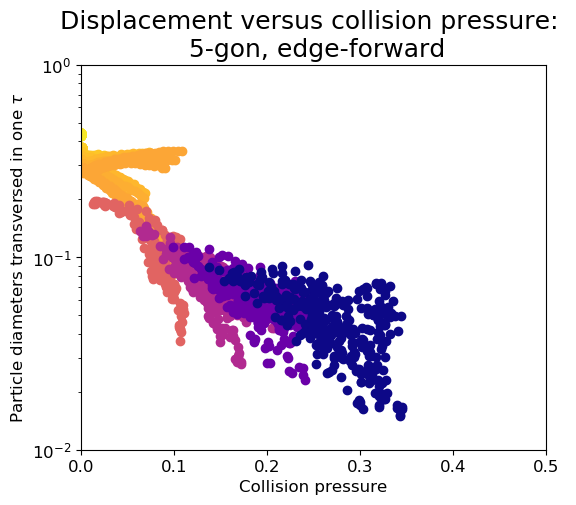 Displacement versus collision pressure:
5-gon, edge-forward
Particle diameters transversed in one τ
10⁰
10⁻¹
10⁻²
0.0 0.1 0.2 0.3 0.4 0.5
Collision pressure